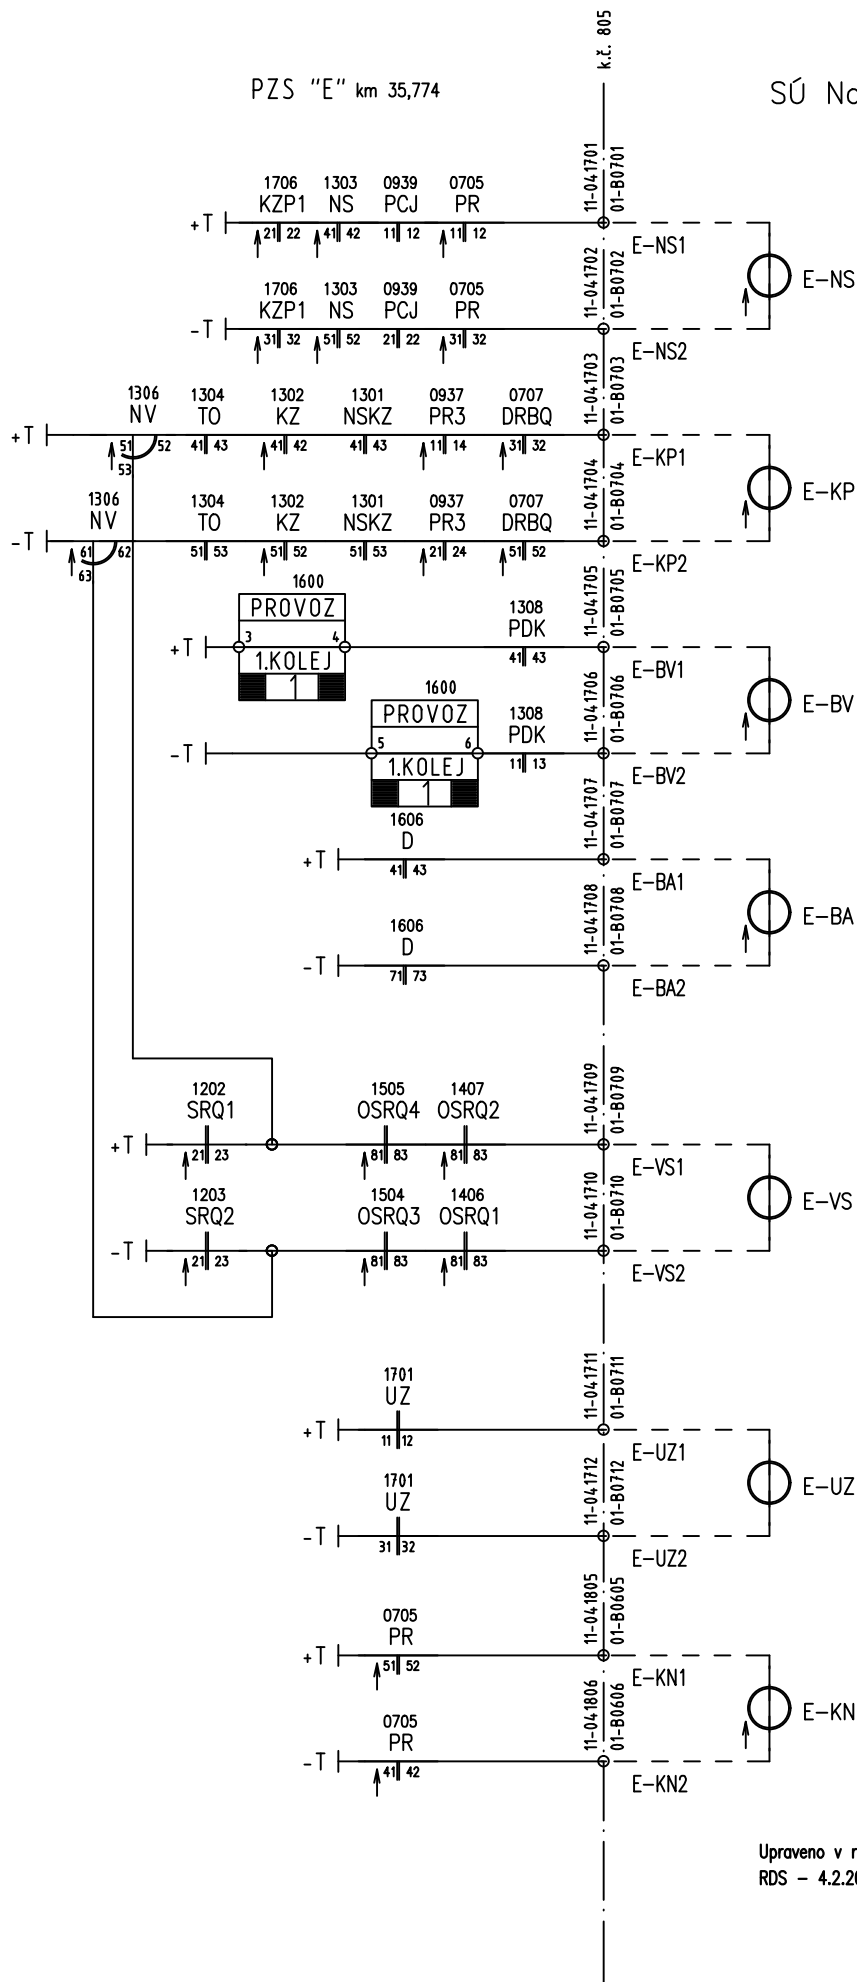 k.č. 805
PZS "E" km 35,774
SÚ No
11-041701
01-B0701
1706 1303 0939 0705
KZP1 NS PCJ PR
+T
21 22 41 42 11 12 11 12
E-NS1
11-041702
01-B0702
E-NS
1706 1303 0939 0705
KZP1 NS PCJ PR
-T
31 32 51 52 21 22 31 32
E-NS2
11-041703
01-B0703
1306 1304 1302 1301 0937 0707
NV TO KZ NSKZ PR3 DRBQ
+T
51 52 41 43 41 42 41 43 11 14 31 32
53
E-KP1
11-041704
01-B0704
E-KP
1306 1304 1302 1301 0937 0707
NV TO KZ NSKZ PR3 DRBQ
-T
61 62 51 53 51 52 51 53 21 24 51 52
63
E-KP2
11-041705
01-B0705
1600
PROVOZ
1308
PDK
+T
3 4
41 43
1.KOLEJ
1
E-BV1
11-041706
01-B0706
E-BV
1600
PROVOZ
1308
PDK
-T
5 6
11 13
1.KOLEJ
1
E-BV2
11-041707
01-B0707
1606
D
+T
41 43
E-BA1
11-041708
01-B0708
E-BA
1606
D
-T
71 73
E-BA2
11-041709
01-B0709
1202 1505 1407
SRQ1 OSRQ4 OSRQ2
+T
21 23 81 83 81 83
E-VS1
11-041710
01-B0710
E-VS
1203 1504 1406
SRQ2 OSRQ3 OSRQ1
-T
21 23 81 83 81 83
E-VS2
11-041711
01-B0711
1701
UZ
+T
11 12
E-UZ1
11-041712
01-B0712
E-UZ
1701
UZ
-T
31 32
E-UZ2
11-041805
01-B0605
0705
PR
+T
51 52
E-KN1
11-041806
01-B0606
E-KN
0705
PR
-T
41 42
E-KN2
Upraveno v r
RDS - 4.2.20